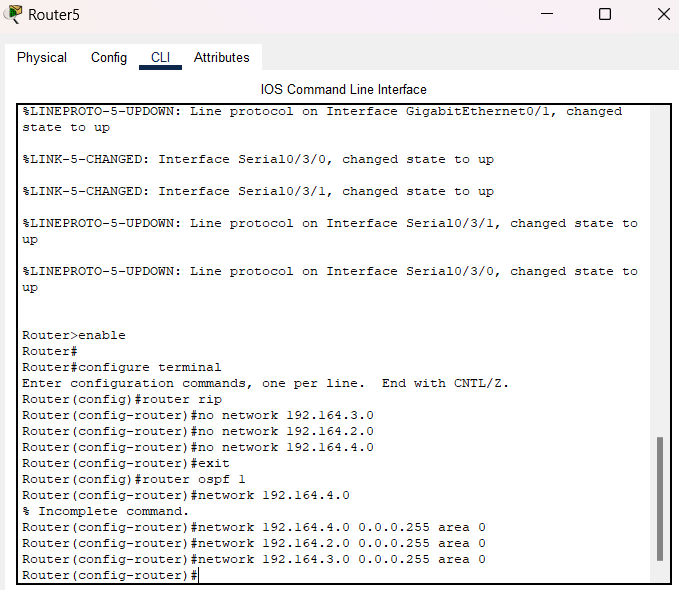 Router5
Physical Config CLI Attributes
IOS Command Line Interface
%LINEPROTO-5-UPDOWN: Line protocol on Interface GigabitEthernet0/1, changed
state to up
%LINK-5-CHANGED: Interface Serial0/3/0, changed state to up
%LINK-5-CHANGED: Interface Serial0/3/1, changed state to up
%LINEPROTO-5-UPDOWN: Line protocol on Interface Serial0/3/1, changed state to
up
%LINEPROTO-5-UPDOWN: Line protocol on Interface Serial0/3/0, changed state to
up
Router>enable
Router#
Router#configure terminal
Enter configuration commands, one per line.  End with CNTL/Z.
Router(config)#router rip
Router(config-router)#no network 192.164.3.0
Router(config-router)#no network 192.164.2.0
Router(config-router)#no network 192.164.4.0
Router(config-router)#exit
Router(config)#router ospf 1
Router(config-router)#network 192.164.4.0
% Incomplete command.
Router(config-router)#network 192.164.4.0 0.0.0.255 area 0
Router(config-router)#network 192.164.2.0 0.0.0.255 area 0
Router(config-router)#network 192.164.3.0 0.0.0.255 area 0
Router(config-router)#